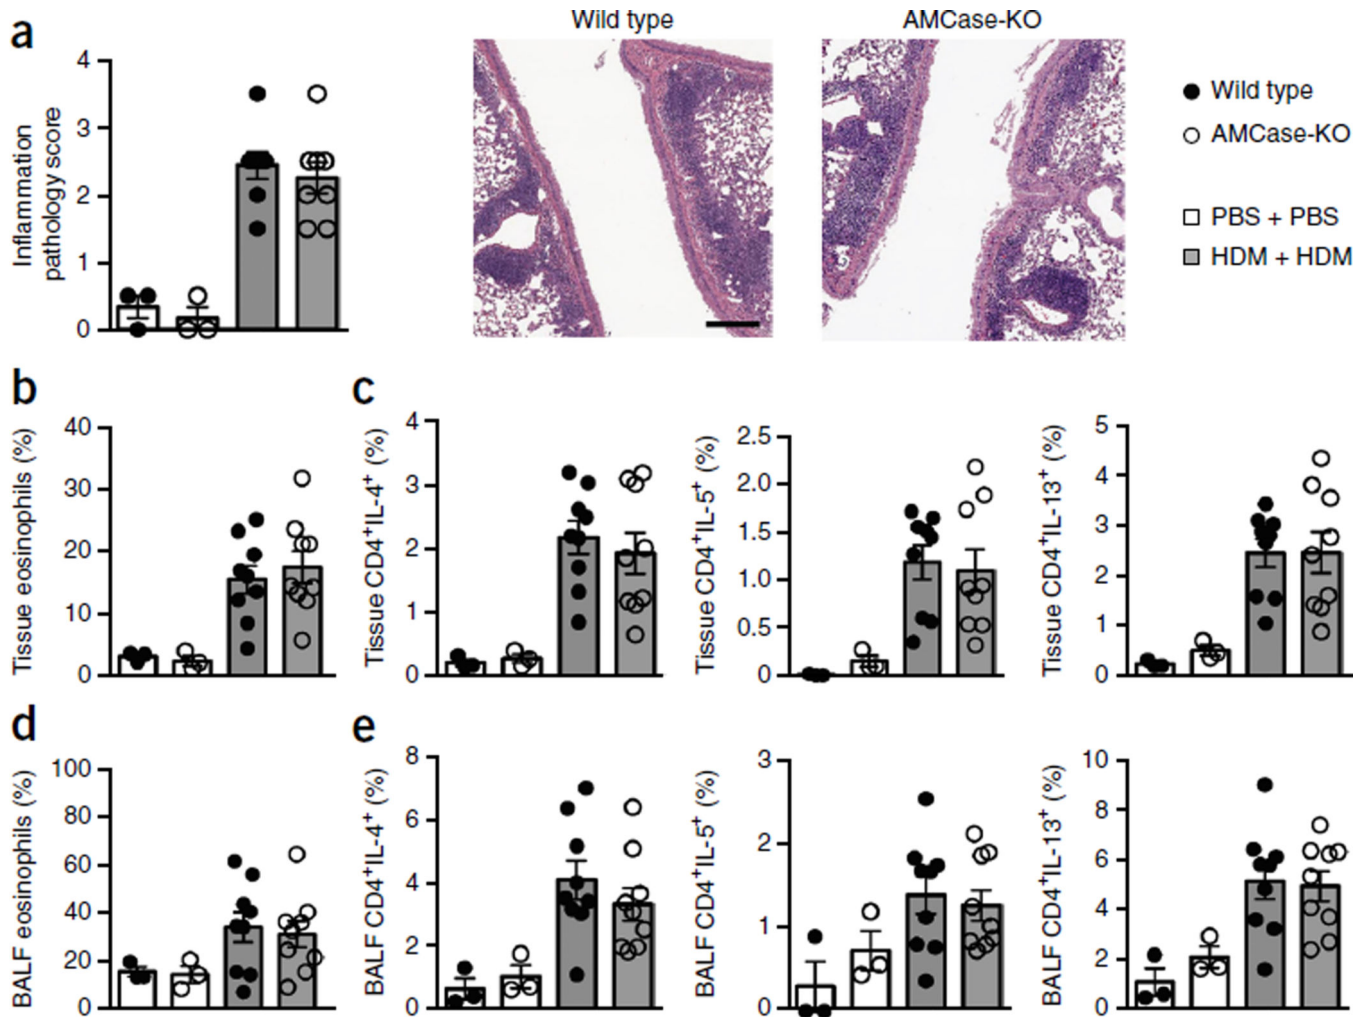 a
Wild type
AMCase-KO
Inflammation
pathology score
4
3
2
1
0
Wild type
AMCase-KO
PBS + PBS
HDM + HDM
b
Tissue eosinophils (%)
40
30
20
10
0
c
Tissue CD4⁺IL-4⁺ (%)
4
3
2
1
0
Tissue CD4⁺IL-5⁺ (%)
2.5
2.0
1.5
1.0
0.5
0
Tissue CD4⁺IL-13⁺ (%)
5
4
3
2
1
0
d
BALF eosinophils (%)
100
80
60
40
20
0
e
BALF CD4⁺IL-4⁺ (%)
8
6
4
2
0
BALF CD4⁺IL-5⁺ (%)
3
2
1
0
BALF CD4⁺IL-13⁺ (%)
10
8
6
4
2
0